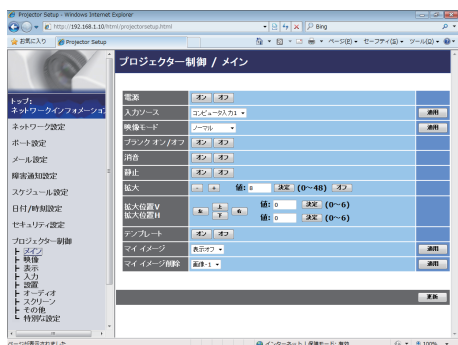 Projector Setup - Windows Internet Explorer
http://192.168.1.10/html/projectorsetup.html
Bing
お気に入り
Projector Setup
ページ(P)
セーフティ(S)
ツール(O)
トップ:
ネットワークインフォメーション
ネットワーク設定
ポート設定
メール設定
障害通知設定
スケジュール設定
日付/時刻設定
セキュリティ設定
プロジェクター制御
メイン
映像
表示
入力
設置
オーディオ
スクリーン
その他
特別な設定
プロジェクター制御 / メイン
電源 オン オフ
入力ソース コンピュータ入力1 適用
映像モード ノーマル 適用
ブランク オン/オフ オン オフ
消音 オン オフ
静止 オン オフ
拡大 - + 値: 0 決定 (0~48) オフ
拡大位置V 上 値: 0 決定 (0~6)
拡大位置H 左 下 右 値: 0 決定 (0~6)
テンプレート オン オフ
マイ イメージ 表示オフ 適用
マイ イメージ削除 画像-1 適用
更新
ページが表示されました
インターネット | 保護モード: 無効
100%